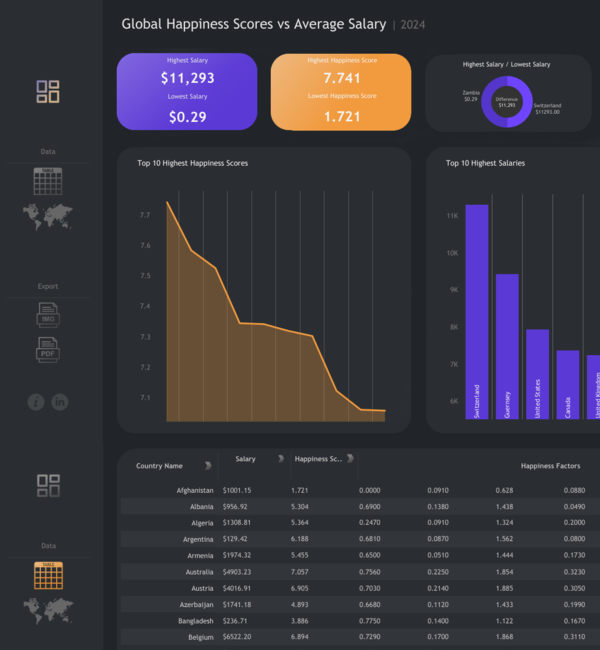 Global Happiness Scores vs Average Salary | 2024
Highest Salary
$11,293
Lowest Salary
$0.29
Highest Happiness Score
7.741
Lowest Happiness Score
1.721
Highest Salary / Lowest Salary
Zambia
$0.29
Difference
$11,293
Switzerland
$11293.00
Data
TABLE
Export
IMG
PDF
i
in
Data
TABLE
Top 10 Highest Happiness Scores
7.7
7.6
7.5
7.4
7.3
7.2
7.1
Top 10 Highest Salaries
11K
10K
9K
8K
7K
6K
Switzerland
Guernsey
United States
Canada
United Kingdom
Country Name Salary Happiness Sc.. Happiness Factors
Afghanistan $1001.15 1.721 0.0000 0.0910 0.628 0.0880
Albania $956.92 5.304 0.6900 0.1380 1.438 0.0490
Algeria $1308.81 5.364 0.2470 0.0910 1.324 0.2000
Argentina $129.42 6.188 0.6810 0.0870 1.562 0.0800
Armenia $1974.32 5.455 0.6500 0.0510 1.444 0.1730
Australia $4903.23 7.057 0.7560 0.2250 1.854 0.3230
Austria $4016.91 6.905 0.7030 0.2140 1.885 0.3050
Azerbaijan $1741.18 4.893 0.6680 0.1120 1.433 0.1990
Bangladesh $236.71 3.886 0.7750 0.1400 1.122 0.1670
Belgium $6522.20 6.894 0.7290 0.1700 1.868 0.3110